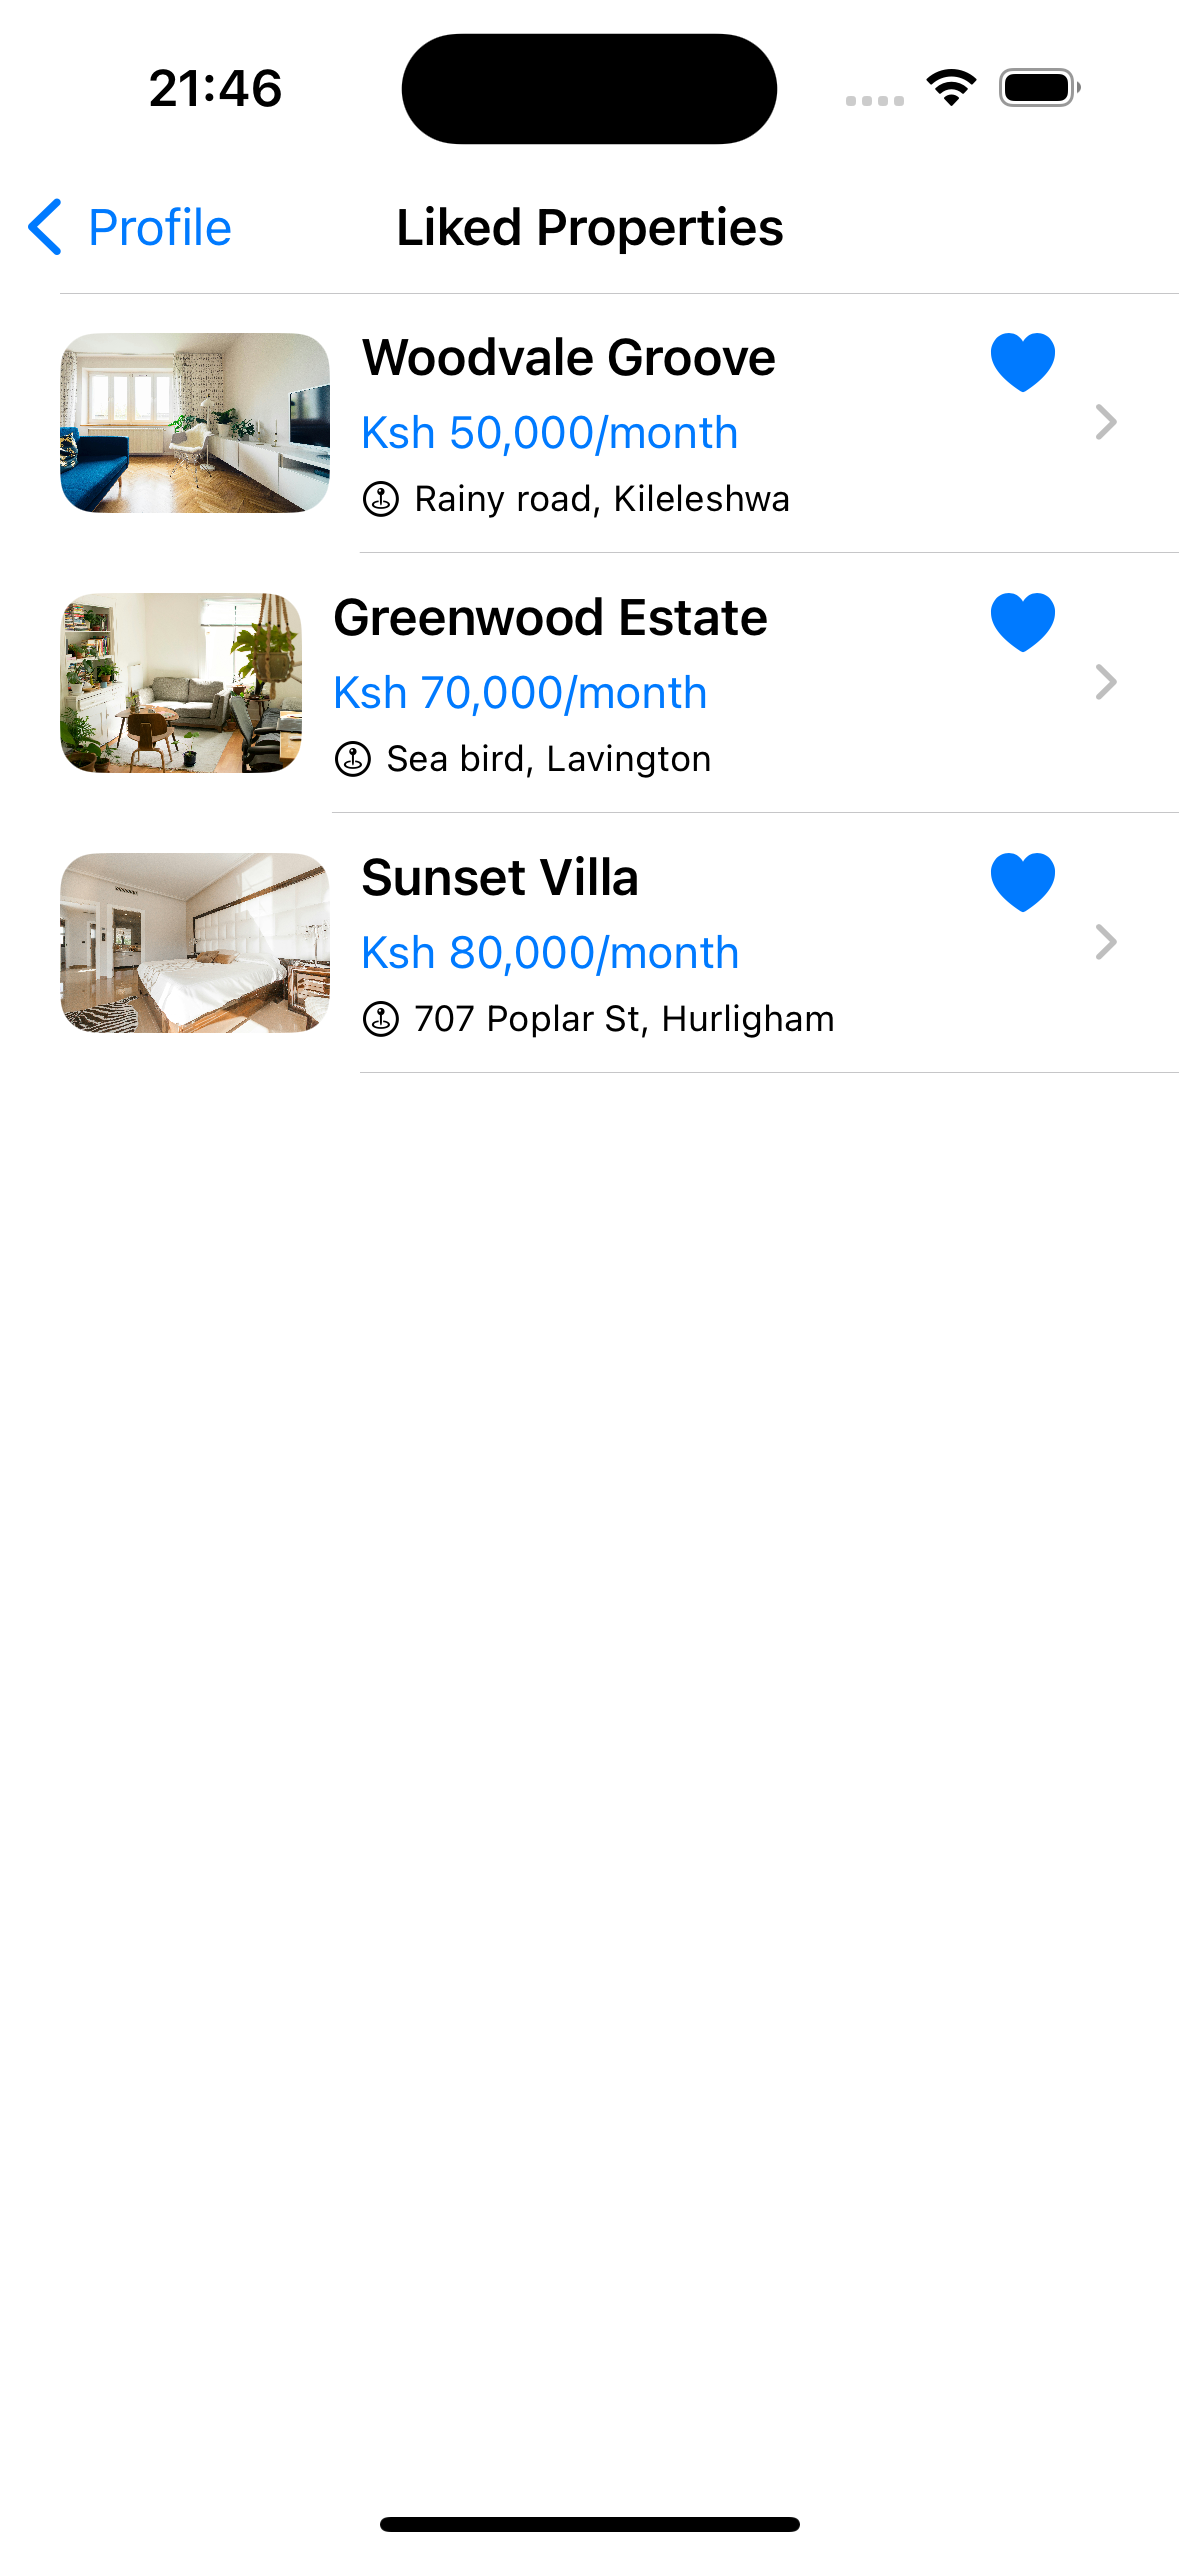 21:46
Profile
Liked Properties
Woodvale Groove
Ksh 50,000/month
Rainy road, Kileleshwa
Greenwood Estate
Ksh 70,000/month
Sea bird, Lavington
Sunset Villa
Ksh 80,000/month
707 Poplar St, Hurligham